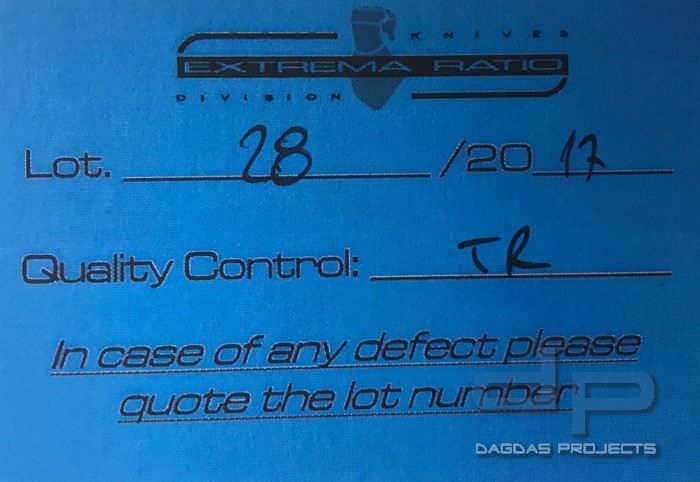 KNIVES
EXTREMA RATIO
DIVISION
Lot. 28 /20 17
Quality Control: TR
In case of any defect please
quote the lot number
dp
DAGDAS PROJECTS